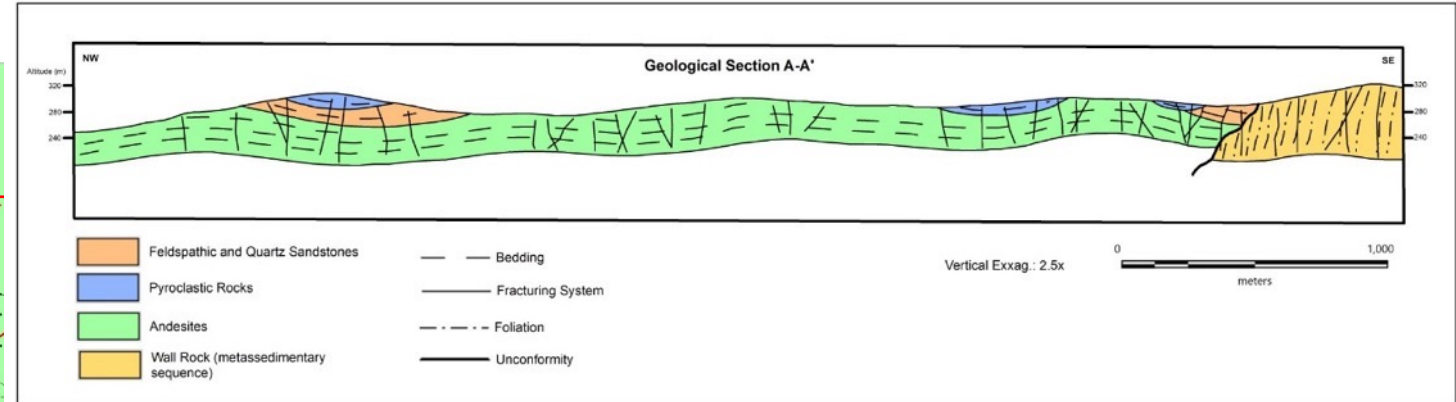 NW
SE
Geological Section A-A'
Altitude (m)
320
280
240
320
280
240
Feldspathic and Quartz Sandstones
Pyroclastic Rocks
Andesites
Wall Rock (metassedimentary
sequence)
Bedding
Fracturing System
Foliation
Unconformity
Vertical Exxag.: 2.5x
0
1,000
meters